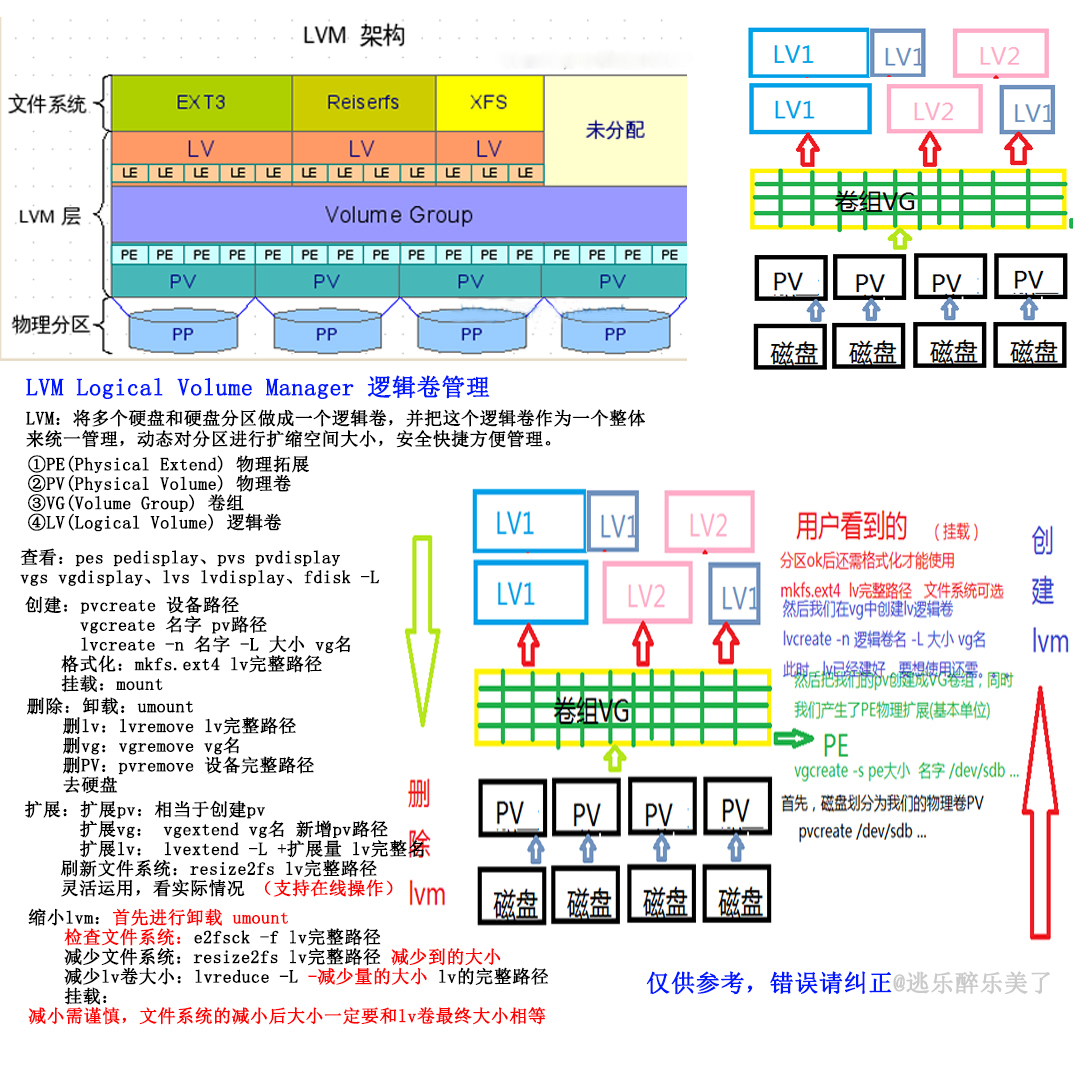 LVM 架构
文件系统
EXT3 Reiserfs XFS
未分配
LV LV LV
LE LE LE LE LE LE LE LE LE LE LE LE
LVM 层
Volume Group
PE PE PE PE PE PE PE PE PE PE PE PE PE PE PE PE
PV PV PV PV
物理分区
PP PP PP PP
LV1 LV1 LV2
LV1 LV2 LV1
卷组VG
PV PV PV PV
磁盘 磁盘 磁盘 磁盘
LVM Logical Volume Manager 逻辑卷管理
LVM：将多个硬盘和硬盘分区做成一个逻辑卷，并把这个逻辑卷作为一个整体
来统一管理，动态对分区进行扩缩空间大小，安全快捷方便管理。
①PE(Physical Extend) 物理拓展
②PV(Physical Volume) 物理卷
③VG(Volume Group) 卷组
④LV(Logical Volume) 逻辑卷
查看：pes pedisplay、pvs pvdisplay
vgs vgdisplay、lvs lvdisplay、fdisk -L
创建：pvcreate 设备路径
vgcreate 名字 pv路径
lvcreate -n 名字 -L 大小 vg名
格式化：mkfs.ext4 lv完整路径
挂载：mount
删除：卸载：umount
删lv：lvremove lv完整路径
删vg：vgremove vg名
删PV：pvremove 设备完整路径
去硬盘
扩展：扩展pv：相当于创建pv
扩展vg： vgextend vg名 新增pv路径
扩展lv： lvextend -L +扩展量 lv完整名
刷新文件系统：resize2fs lv完整路径
灵活运用，看实际情况 （支持在线操作）
缩小lvm：首先进行卸载 umount
检查文件系统：e2fsck -f lv完整路径
减少文件系统：resize2fs lv完整路径 减少到的大小
减少lv卷大小：lvreduce -L -减少量的大小 lv的完整路径
挂载：
减小需谨慎，文件系统的减小后大小一定要和lv卷最终大小相等
删
除
lvm
LV1 LV1 LV2
LV1 LV2 LV1
卷组VG
PE
PV PV PV PV
磁盘 磁盘 磁盘 磁盘
用户看到的 （挂载）
分区ok后还需格式化才能使用
mkfs.ext4 lv完整路径 文件系统可选
然后我们在vg中创建lv逻辑卷
lvcreate -n 逻辑卷名 -L 大小 vg名
此时，lv已经建好，要想使用还需。。。
然后把我们的pv创建成VG卷组，同时
我们产生了PE物理扩展(基本单位)
vgcreate -s pe大小 名字 /dev/sdb ...
首先，磁盘划分为我们的物理卷PV
pvcreate /dev/sdb ...
创
建
lvm
仅供参考，错误请纠正@逃乐醉乐美了